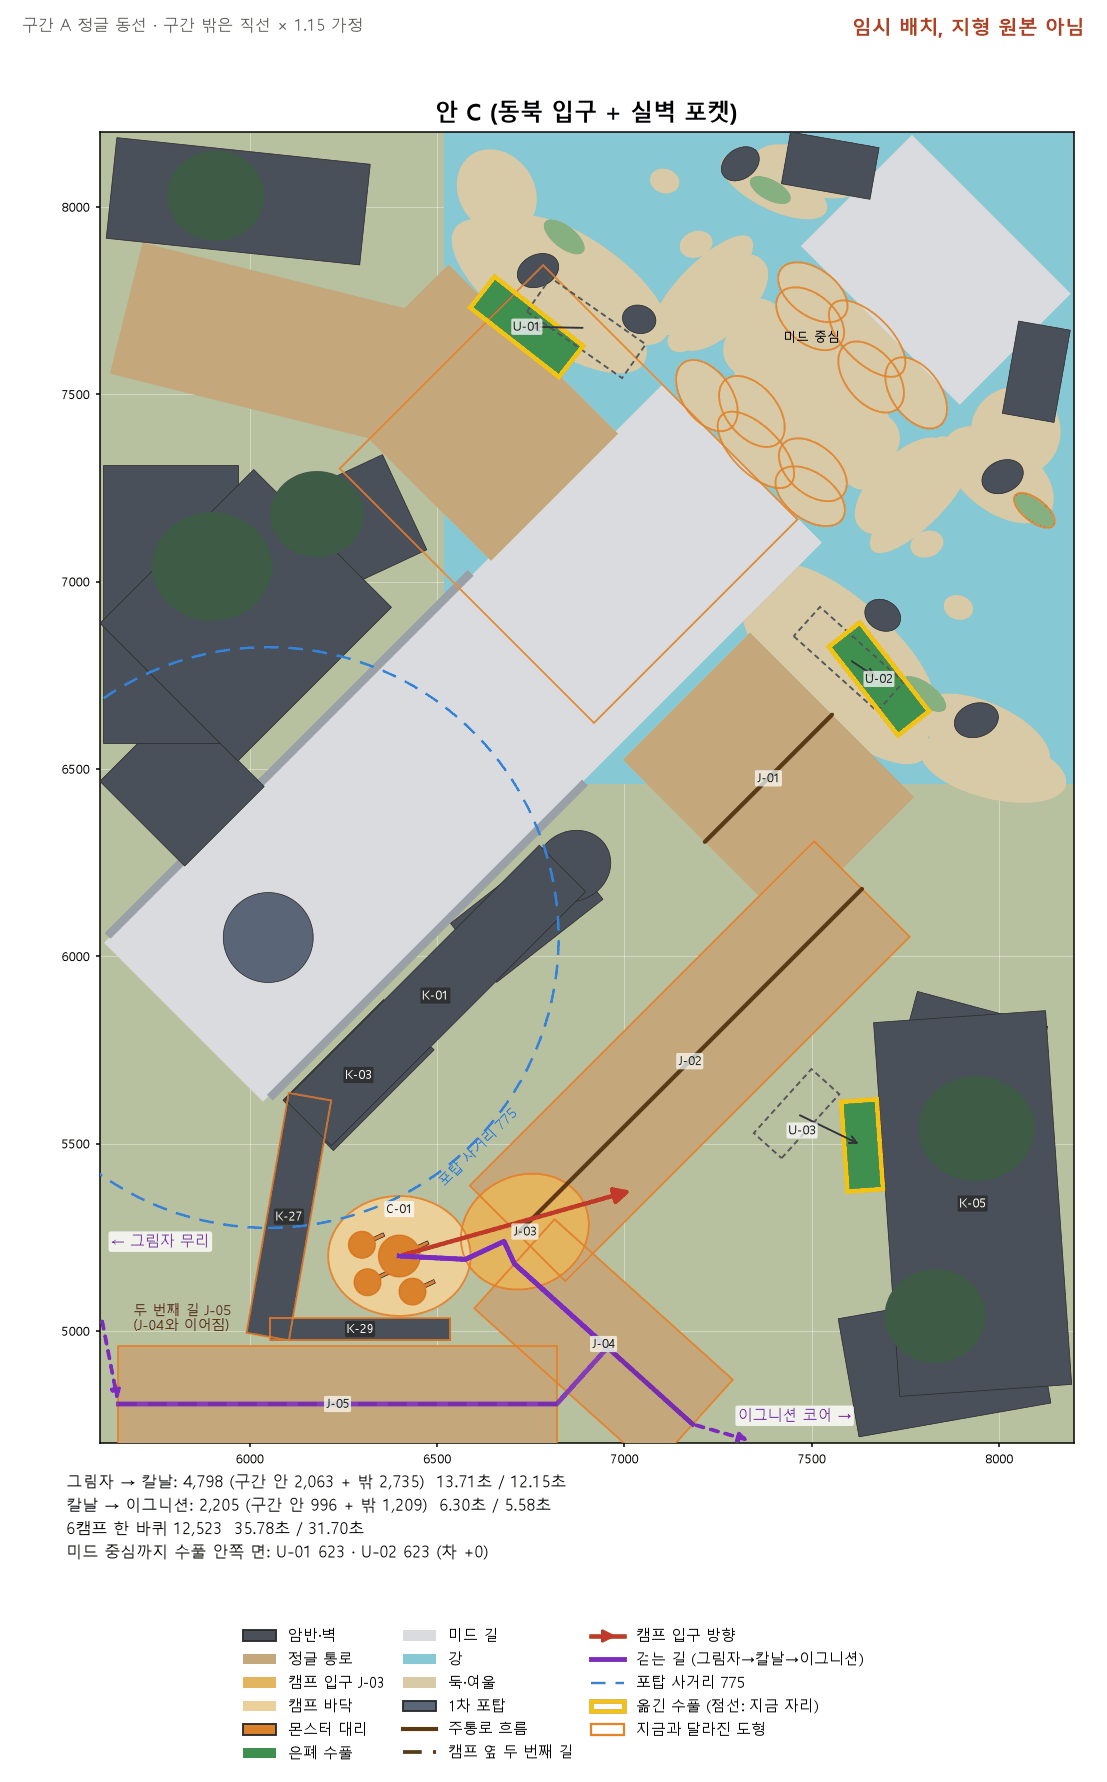 구간 A 정글 동선 · 구간 밖은 직선 × 1.15 가정
임시 배치, 지형 원본 아님
안 C (동북 입구 + 실벽 포켓)
8000
7500
7000
6500
6000
5500
5000
6000
6500
7000
7500
8000
U-01
미드 중심
U-02
J-01
K-01
K-03
J-02
포탑 사거리 775
U-03
K-05
C-01
K-27
J-03
← 그림자 무리
두 번째 길 J-05
(J-04와 이어짐)
K-29
J-04
J-05
이그니션 코어 →
그림자 → 칼날: 4,798 (구간 안 2,063 + 밖 2,735) 13.71초 / 12.15초
칼날 → 이그니션: 2,205 (구간 안 996 + 밖 1,209) 6.30초 / 5.58초
6캠프 한 바퀴 12,523 35.78초 / 31.70초
미드 중심까지 수풀 안쪽 면: U-01 623 · U-02 623 (차 +0)
암반·벽
정글 통로
캠프 입구 J-03
캠프 바닥
몬스터 대리
은폐 수풀
미드 길
강
둑·여울
1차 포탑
주통로 흐름
캠프 옆 두 번째 길
캠프 입구 방향
걷는 길 (그림자→칼날→이그니션)
포탑 사거리 775
옮긴 수풀 (점선: 지금 자리)
지금과 달라진 도형